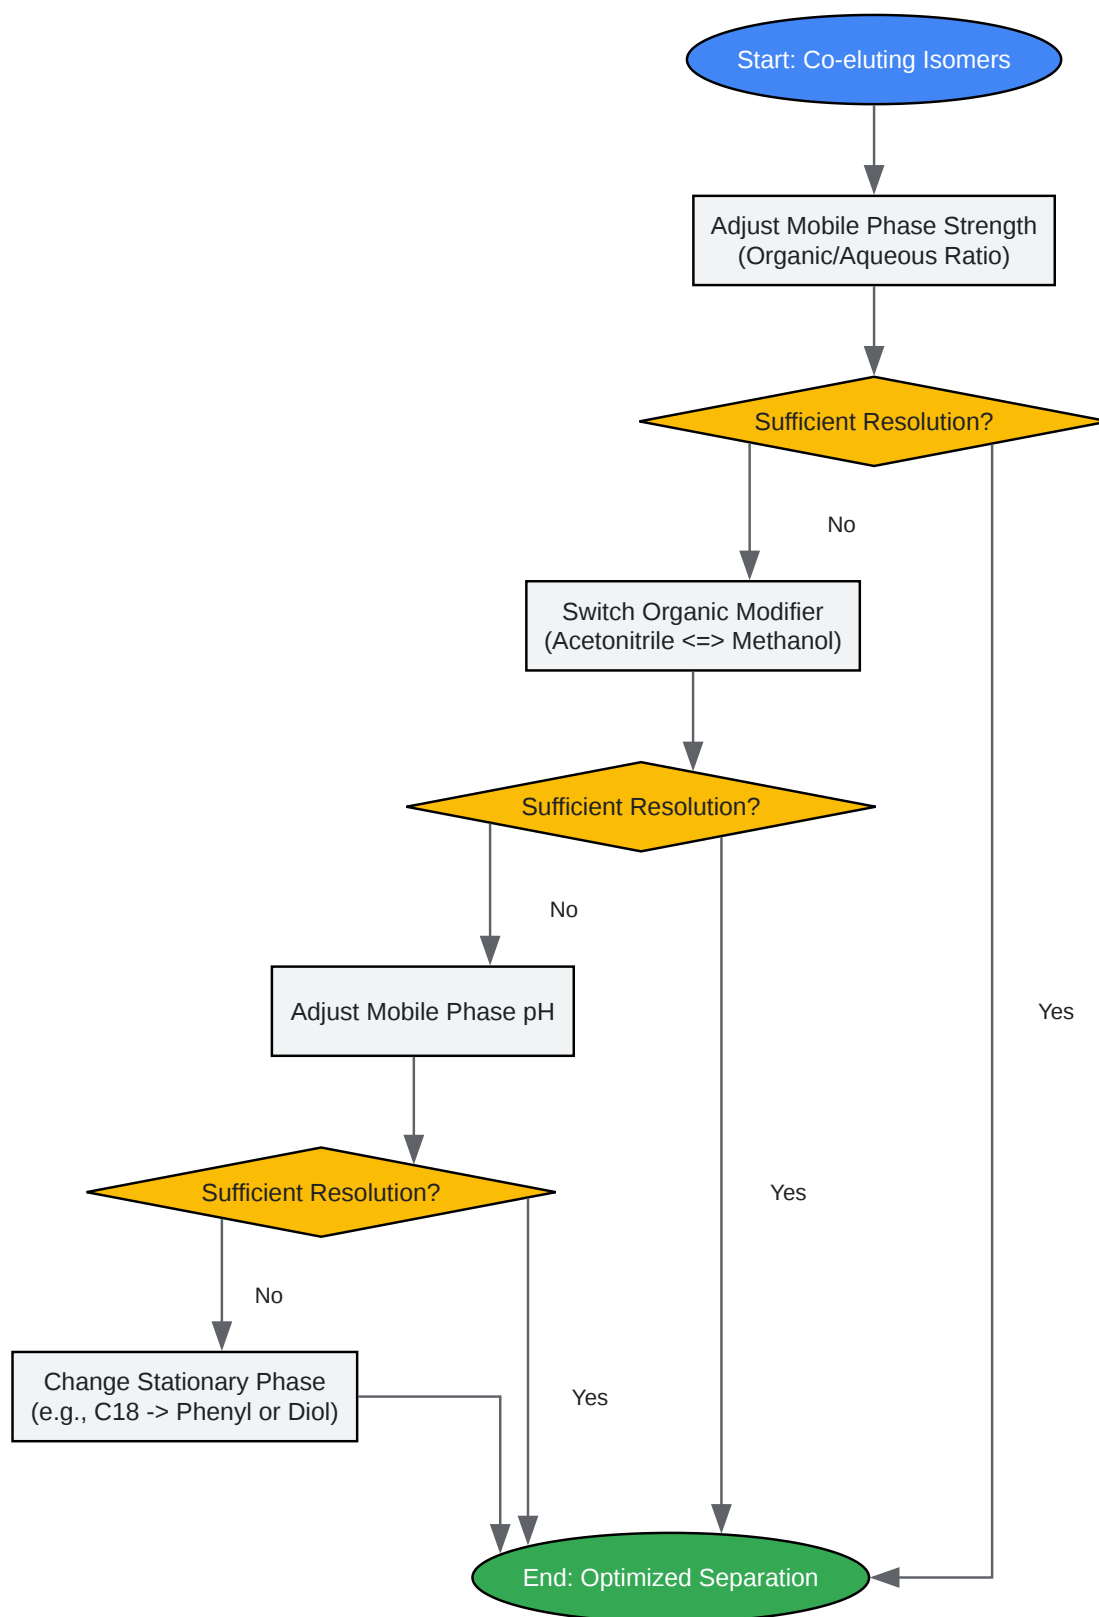 Start: Co-eluting Isomers
Adjust Mobile Phase Strength
(Organic/Aqueous Ratio)
Sufficient Resolution?
No
Switch Organic Modifier
(Acetonitrile <=> Methanol)
Sufficient Resolution?
No
Adjust Mobile Phase pH
Yes
Sufficient Resolution?
Yes
No
Change Stationary Phase
(e.g., C18 -> Phenyl or Diol)
Yes
End: Optimized Separation